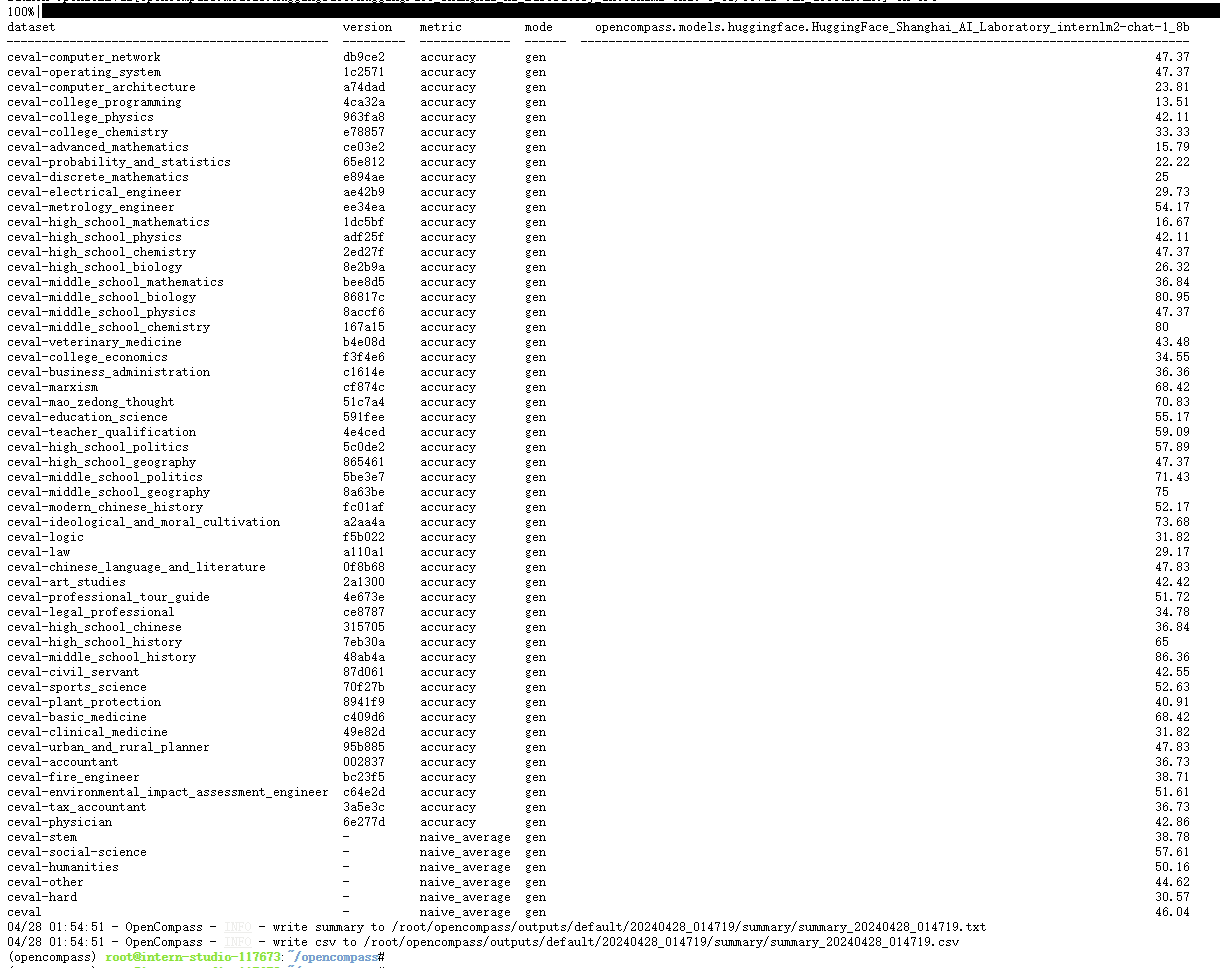 100%|
dataset version metric mode opencompass.models.huggingface.HuggingFace_Shanghai_AI_Laboratory_internlm2-chat-1_8b
--------------------------------------------- --------- ------------- ------ ---------------------------------------------------------------------------------------
ceval-computer_network db9ce2 accuracy gen 47.37
ceval-operating_system 1c2571 accuracy gen 47.37
ceval-computer_architecture a74dad accuracy gen 23.81
ceval-college_programming 4ca32a accuracy gen 13.51
ceval-college_physics 963fa8 accuracy gen 42.11
ceval-college_chemistry e78857 accuracy gen 33.33
ceval-advanced_mathematics ce03e2 accuracy gen 15.79
ceval-probability_and_statistics 65e812 accuracy gen 22.22
ceval-discrete_mathematics e894ae accuracy gen 25
ceval-electrical_engineer ae42b9 accuracy gen 29.73
ceval-metrology_engineer ee34ea accuracy gen 54.17
ceval-high_school_mathematics 1dc5bf accuracy gen 16.67
ceval-high_school_physics adf25f accuracy gen 42.11
ceval-high_school_chemistry 2ed27f accuracy gen 47.37
ceval-high_school_biology 8e2b9a accuracy gen 26.32
ceval-middle_school_mathematics bee8d5 accuracy gen 36.84
ceval-middle_school_biology 86817c accuracy gen 80.95
ceval-middle_school_physics 8accf6 accuracy gen 47.37
ceval-middle_school_chemistry 167a15 accuracy gen 80
ceval-veterinary_medicine b4e08d accuracy gen 43.48
ceval-college_economics f3f4e6 accuracy gen 34.55
ceval-business_administration c1614e accuracy gen 36.36
ceval-marxism cf874c accuracy gen 68.42
ceval-mao_zedong_thought 51c7a4 accuracy gen 70.83
ceval-education_science 591fee accuracy gen 55.17
ceval-teacher_qualification 4e4ced accuracy gen 59.09
ceval-high_school_politics 5c0de2 accuracy gen 57.89
ceval-high_school_geography 865461 accuracy gen 47.37
ceval-middle_school_politics 5be3e7 accuracy gen 71.43
ceval-middle_school_geography 8a63be accuracy gen 75
ceval-modern_chinese_history fc01af accuracy gen 52.17
ceval-ideological_and_moral_cultivation a2aa4a accuracy gen 73.68
ceval-logic f5b022 accuracy gen 31.82
ceval-law a110a1 accuracy gen 29.17
ceval-chinese_language_and_literature 0f8b68 accuracy gen 47.83
ceval-art_studies 2a1300 accuracy gen 42.42
ceval-professional_tour_guide 4e673e accuracy gen 51.72
ceval-legal_professional ce8787 accuracy gen 34.78
ceval-high_school_chinese 315705 accuracy gen 36.84
ceval-high_school_history 7eb30a accuracy gen 65
ceval-middle_school_history 48ab4a accuracy gen 86.36
ceval-civil_servant 87d061 accuracy gen 42.55
ceval-sports_science 70f27b accuracy gen 52.63
ceval-plant_protection 8941f9 accuracy gen 40.91
ceval-basic_medicine c409d6 accuracy gen 68.42
ceval-clinical_medicine 49e82d accuracy gen 31.82
ceval-urban_and_rural_planner 95b885 accuracy gen 47.83
ceval-accountant 002837 accuracy gen 36.73
ceval-fire_engineer bc23f5 accuracy gen 38.71
ceval-environmental_impact_assessment_engineer c64e2d accuracy gen 51.61
ceval-tax_accountant 3a5e3c accuracy gen 36.73
ceval-physician 6e277d accuracy gen 42.86
ceval-stem - naive_average gen 38.78
ceval-social-science - naive_average gen 57.61
ceval-humanities - naive_average gen 50.16
ceval-other - naive_average gen 44.62
ceval-hard - naive_average gen 30.57
ceval - naive_average gen 46.04
04/28 01:54:51 - OpenCompass - INFO - write summary to /root/opencompass/outputs/default/20240428_014719/summary/summary_20240428_014719.txt
04/28 01:54:51 - OpenCompass - INFO - write csv to /root/opencompass/outputs/default/20240428_014719/summary/summary_20240428_014719.csv
(opencompass) root@intern-studio-117673:~/opencompass#